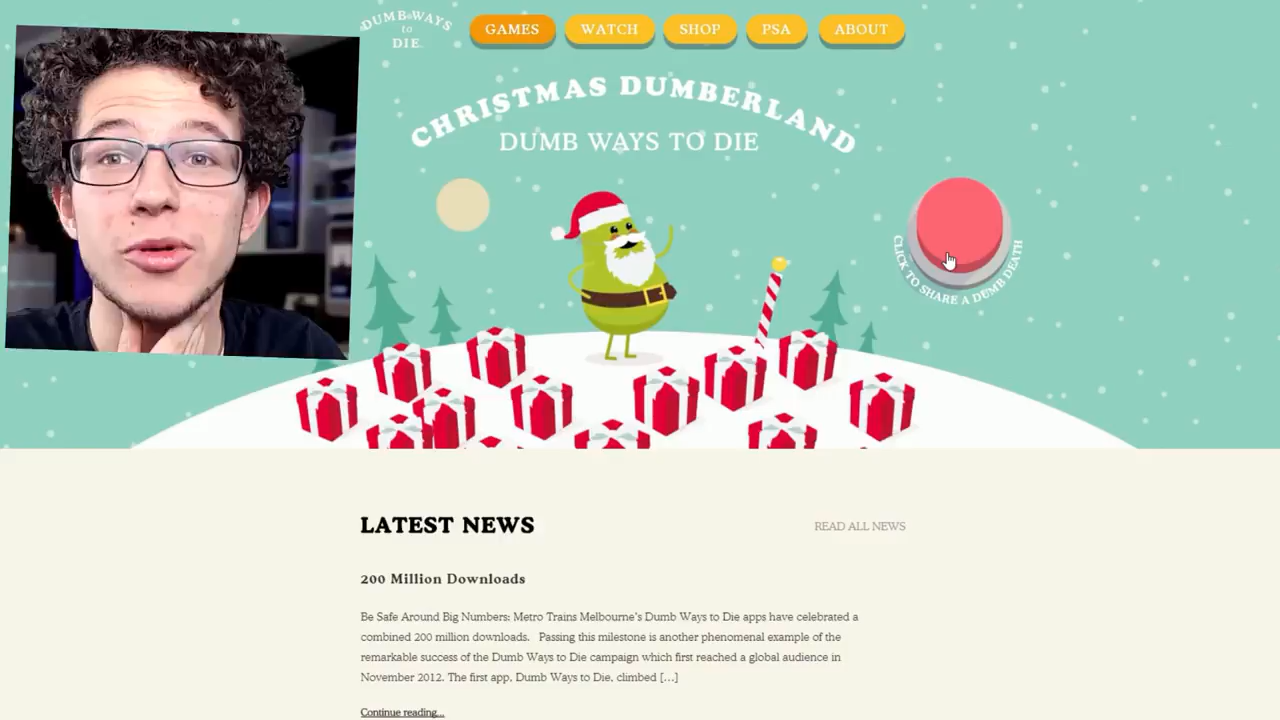 DUMB WAYS
to
DIE
GAMES
WATCH
SHOP
PSA
ABOUT
CHRISTMAS DUMBERLAND
DUMB WAYS TO DIE
CLICK TO SHARE A DUMB DEATH
LATEST NEWS
READ ALL NEWS
200 Million Downloads
Be Safe Around Big Numbers: Metro Trains Melbourne's Dumb Ways to Die apps have celebrated a
combined 200 million downloads.   Passing this milestone is another phenomenal example of the
remarkable success of the Dumb Ways to Die campaign which first reached a global audience in
November 2012. The first app, Dumb Ways to Die, climbed […]
Continue reading...